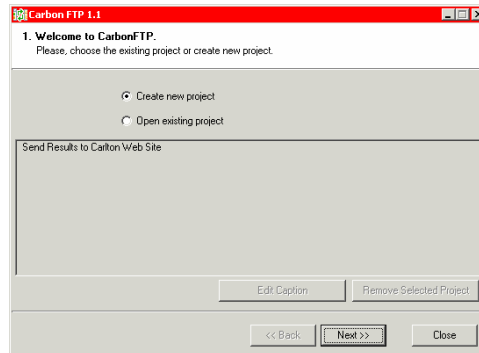 Carbon FTP 1.1
1. Welcome to CarbonFTP.
Please, choose the existing project or create new project.
Create new project
Open existing project
Send Results to Carlton Web Site
Edit Caption
Remove Selected Project
<< Back
Next >>
Close